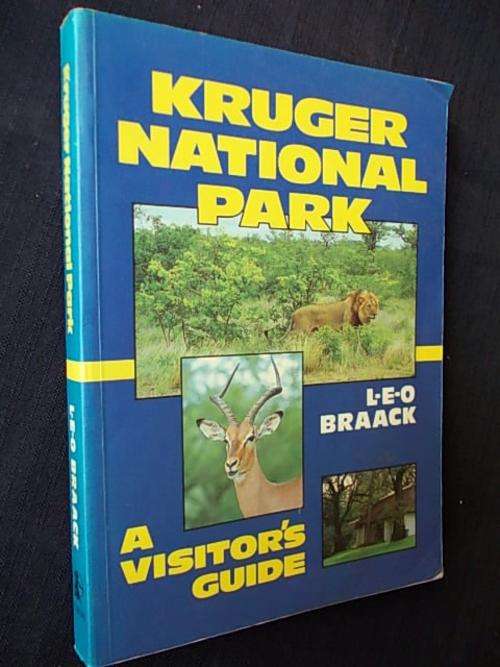 KRUGER
NATIONAL
PARK
L·E·O
BRAACK
A
VISITOR'S
GUIDE
Kruger National Park
L·E·O BRAACK